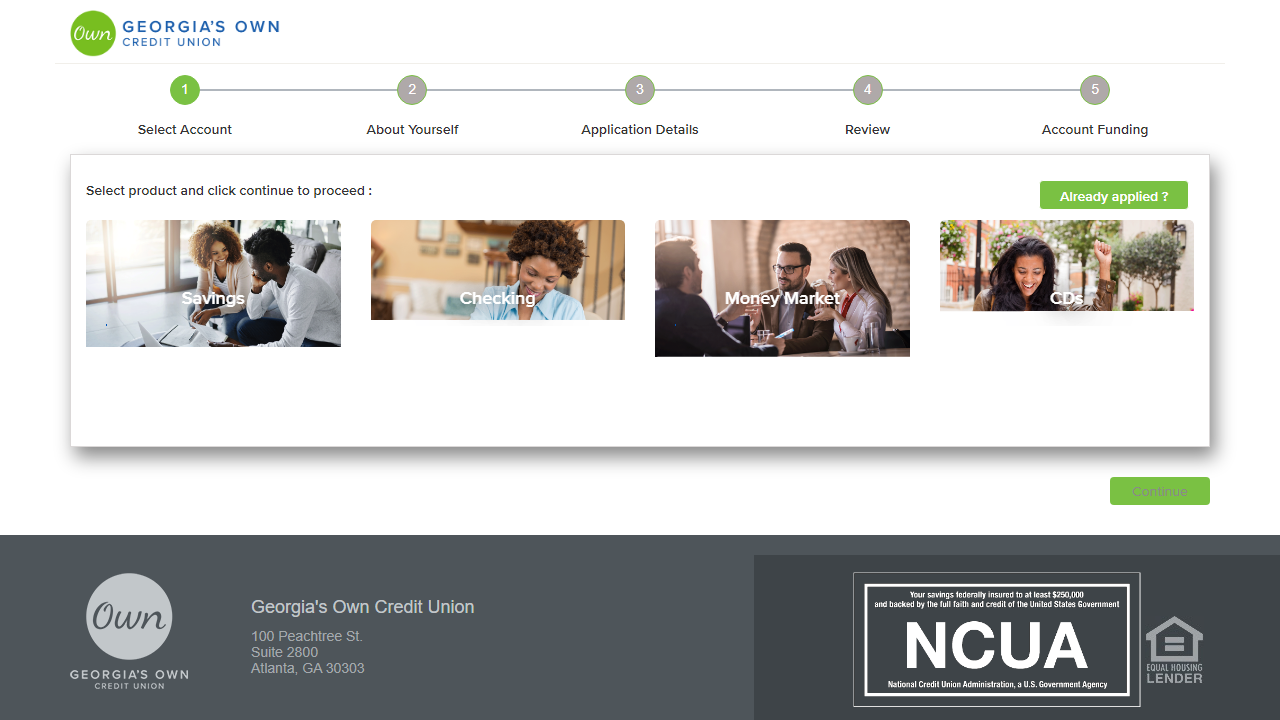 Own
GEORGIA'S OWN
CREDIT UNION
1
2
3
4
5
Select Account
About Yourself
Application Details
Review
Account Funding
Select product and click continue to proceed :
Already applied ?
Savings
Checking
Money Market
CDs
Continue
Own
GEORGIA'S OWN
CREDIT UNION
Georgia's Own Credit Union
100 Peachtree St.
Suite 2800
Atlanta, GA 30303
Your savings federally insured to at least $250,000
and backed by the full faith and credit of the United States Government
NCUA
National Credit Union Administration, a U.S. Government Agency
EQUAL HOUSING
LENDER